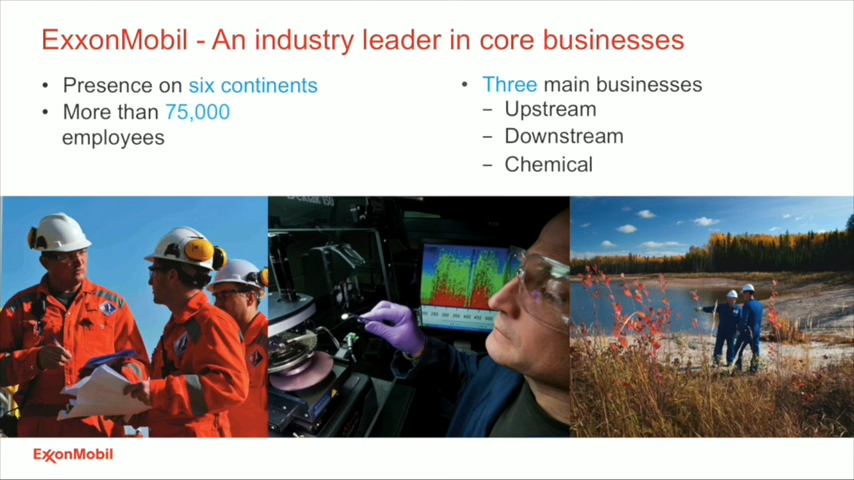 ExxonMobil - An industry leader in core businesses
• Presence on six continents
• More than 75,000
employees
• Three main businesses
– Upstream
– Downstream
– Chemical
ExxonMobil